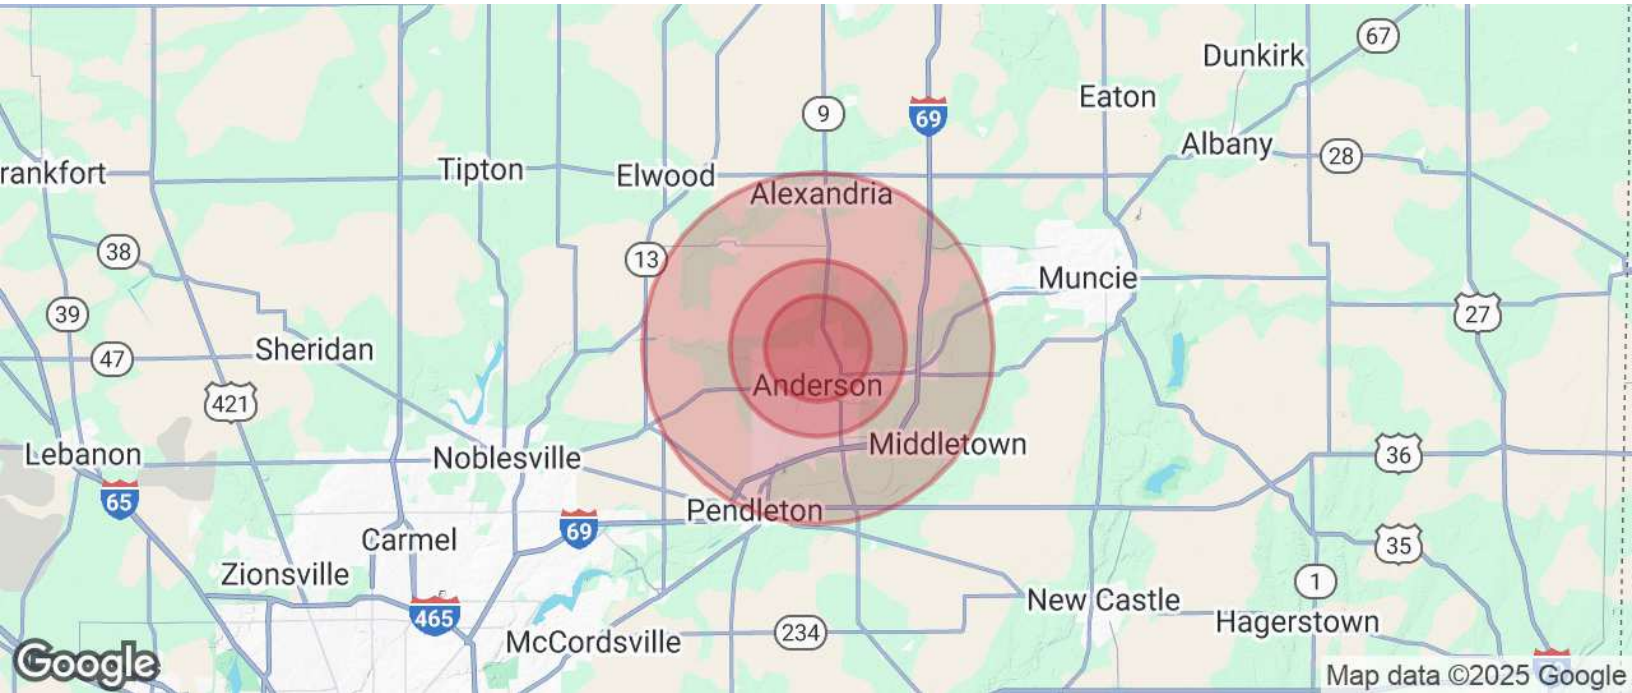 67
Dunkirk
Eaton
9
69
Albany
28
rankfort
Tipton
Elwood
Alexandria
38
13
Muncie
39
27
47
Sheridan
Anderson
421
Middletown
Lebanon
Noblesville
36
65
Pendleton
69
Carmel
35
Zionsville
1
465
New Castle
Hagerstown
McCordsville
234
Google
Map data ©2025 Google